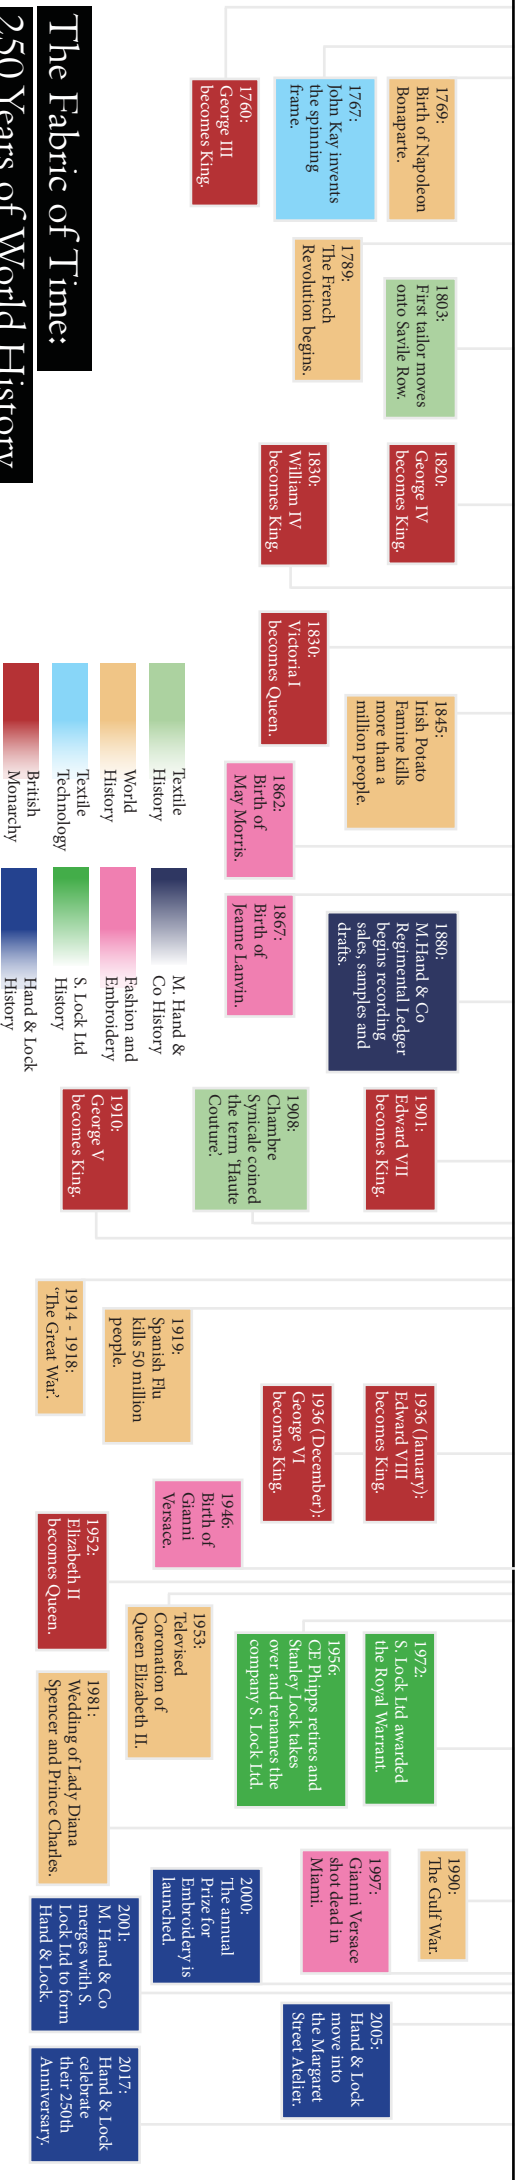 The Fabric of Time:
250 Years of World History
1769:
Birth of Napoleon
Bonaparte.
1767:
John Kay invents
the spinning
frame.
1760:
George III
becomes King.
1803:
First tailor moves
onto Savile Row.
1789:
The French
Revolution begins.
1820:
George IV
becomes King.
1830:
William IV
becomes King.
1830:
Victoria I
becomes Queen.
1845:
Irish Potato
Famine kills
more than a
million people.
1862:
Birth of
May Morris.
1867:
Birth of
Jeanne Lanvin.
1880:
M.Hand & Co
Regimental Ledger
begins recording
sales, samples and
drafts.
1901:
Edward VII
becomes King.
1908:
Chambre
Synicale coined
the term ‘Haute
Couture’.
1910:
George V
becomes King.
1914 - 1918:
‘The Great War’.
1919:
Spanish Flu
kills 50 million
people.
1936 (January):
Edward VIII
becomes King.
1936 (December):
George VI
becomes King.
1946:
Birth of
Gianni
Versace.
1952:
Elizabeth II
becomes Queen.
1953:
Televised
Coronation of
Queen Elizabeth II.
1956:
CE Phipps retires and
Stanley Lock takes
over and renames the
company S. Lock Ltd.
1972:
S. Lock Ltd awarded
the Royal Warrant.
1981:
Wedding of Lady Diana
Spencer and Prince Charles.
1990:
The Gulf War.
1997:
Gianni Versace
shot dead in
Miami.
2000:
The annual
Prize for
Embroidery is
launched.
2001:
M. Hand & Co
merges with S.
Lock Ltd to form
Hand & Lock.
2005:
Hand & Lock
move into
the Margaret
Street Atelier.
2017:
Hand & Lock
celebrate
their 250th
Anniversary.
Textile
History
World
History
Textile
Technology
British
Monarchy
M. Hand &
Co History
Fashion and
Embroidery
S. Lock Ltd
History
Hand & Lock
History